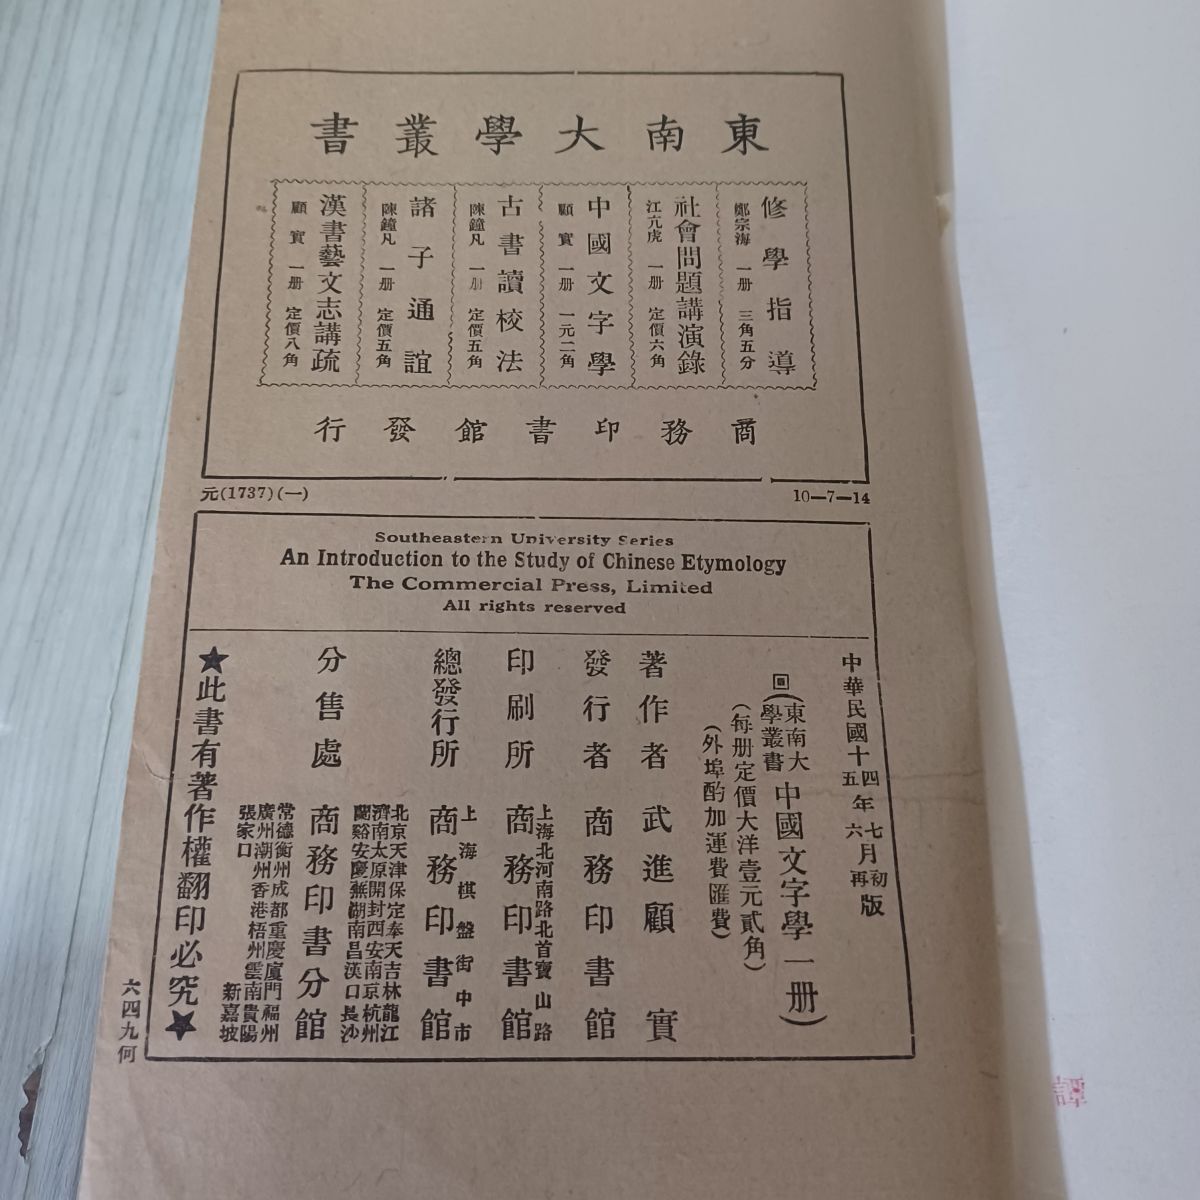 東南大學叢書
修學指導
鄭宗海 一册 三角五分
社會問題講演錄
江亢虎 一册 定價六角
中國文字學
顧實 一册 一元二角
古書讀校法
陳鐘凡 一册 定價五角
諸子通誼
陳鐘凡 一册 定價五角
漢書藝文志講疏
顧實 一册 定價八角
商務印書館發行
元(1737)(一)
10—7—14
Southeastern University Series
An Introduction to the Study of Chinese Etymology
The Commercial Press, Limited
All rights reserved
中華民國十四年七月初版
五 六 再
(東南大學叢書 中國文字學一册)
(每册定價大洋壹元貳角)
(外埠酌加運費匯費)
著作者 武進顧實
發行者 商務印書館
印刷所 上海北河南路北首寶山路
商務印書館
總發行所 上海棋盤街中市
商務印書館
分售處 商務印書分館
北京天津保定奉天吉林龍江
濟南太原開封西安南京杭州
蘭谿安慶蕪湖南昌漢口長沙
常德衡州成都重慶廈門福州
廣州潮州香港梧州雲南貴陽
張家口 新嘉坡
★此書有著作權翻印必究★
六四九何
譚